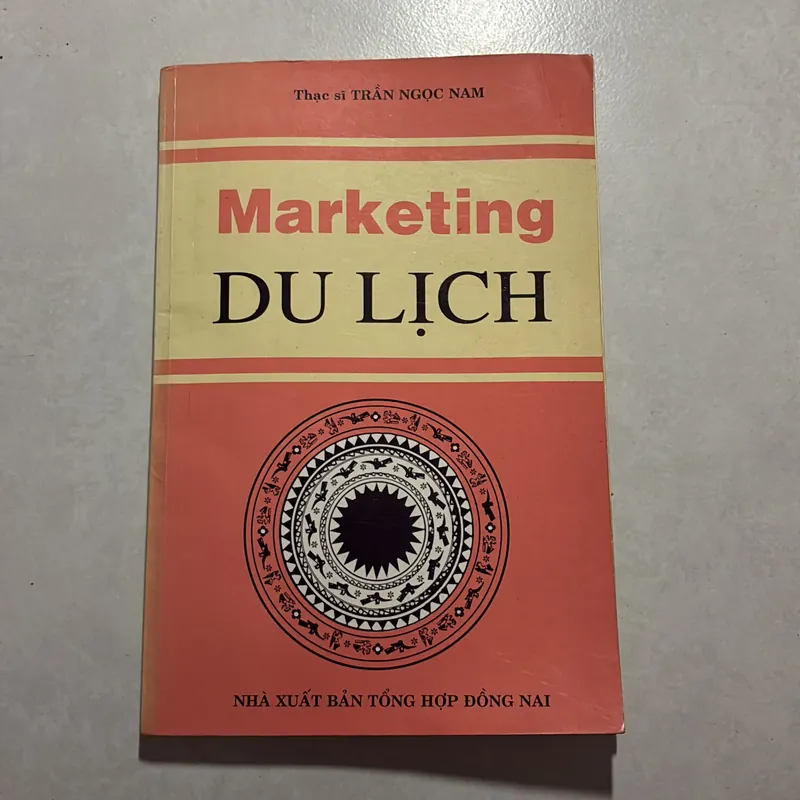 Thạc sĩ TRẦN NGỌC NAM
Marketing
DU LỊCH
NHÀ XUẤT BẢN TỔNG HỢP ĐỒNG NAI